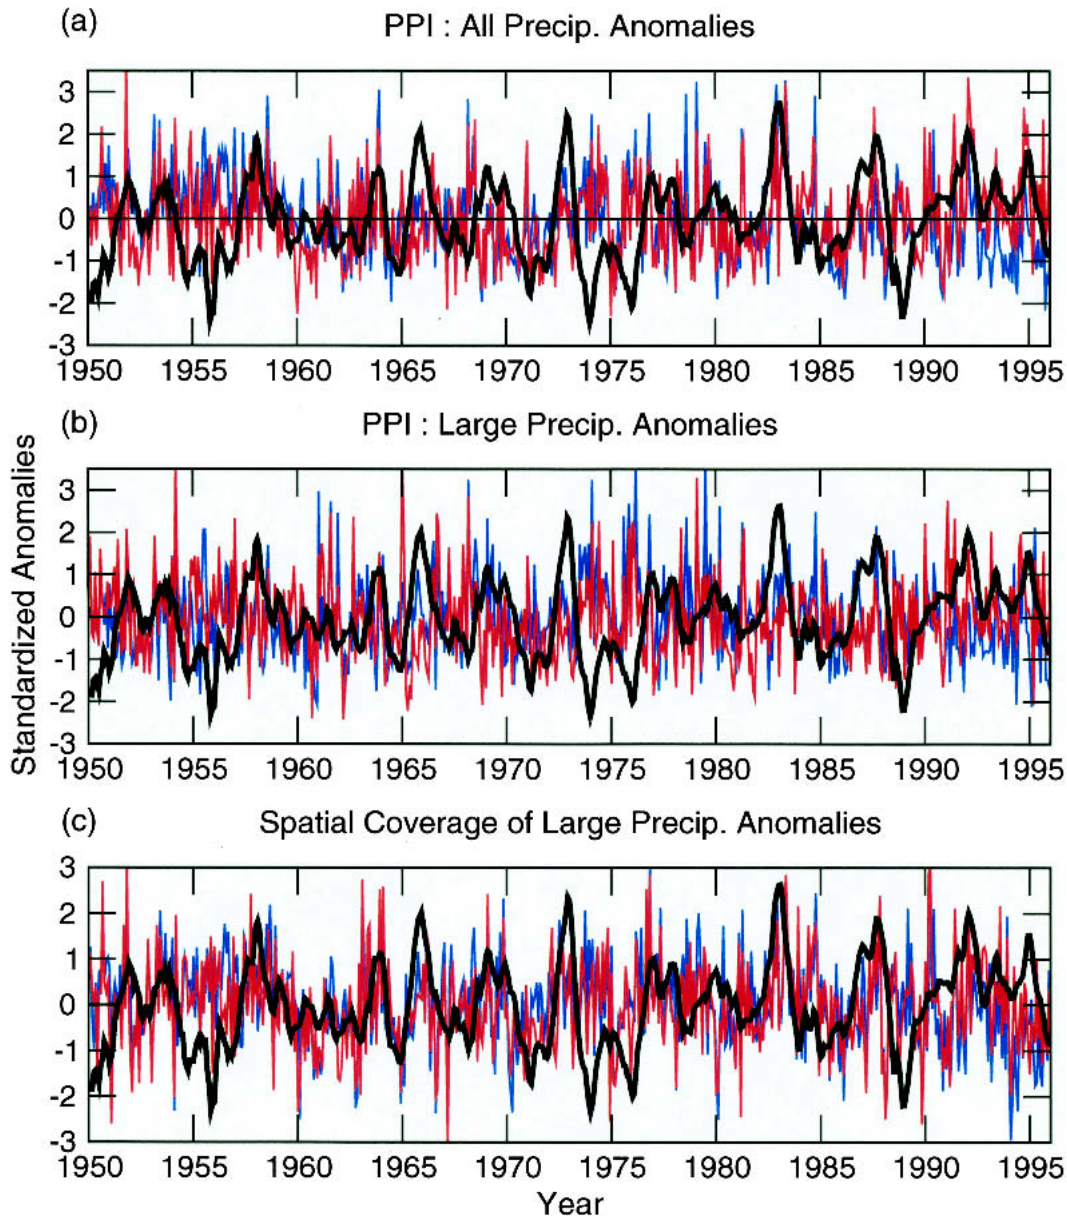 (a)
PPI : All Precip. Anomalies
3
2
1
0
-1
-2
-3
1950 1955 1960 1965 1970 1975 1980 1985 1990 1995
(b)
PPI : Large Precip. Anomalies
3
2
1
0
-1
-2
-3
1950 1955 1960 1965 1970 1975 1980 1985 1990 1995
Standardized Anomalies
(c)
Spatial Coverage of Large Precip. Anomalies
3
2
1
0
-1
-2
-3
1950 1955 1960 1965 1970 1975 1980 1985 1990 1995
Year